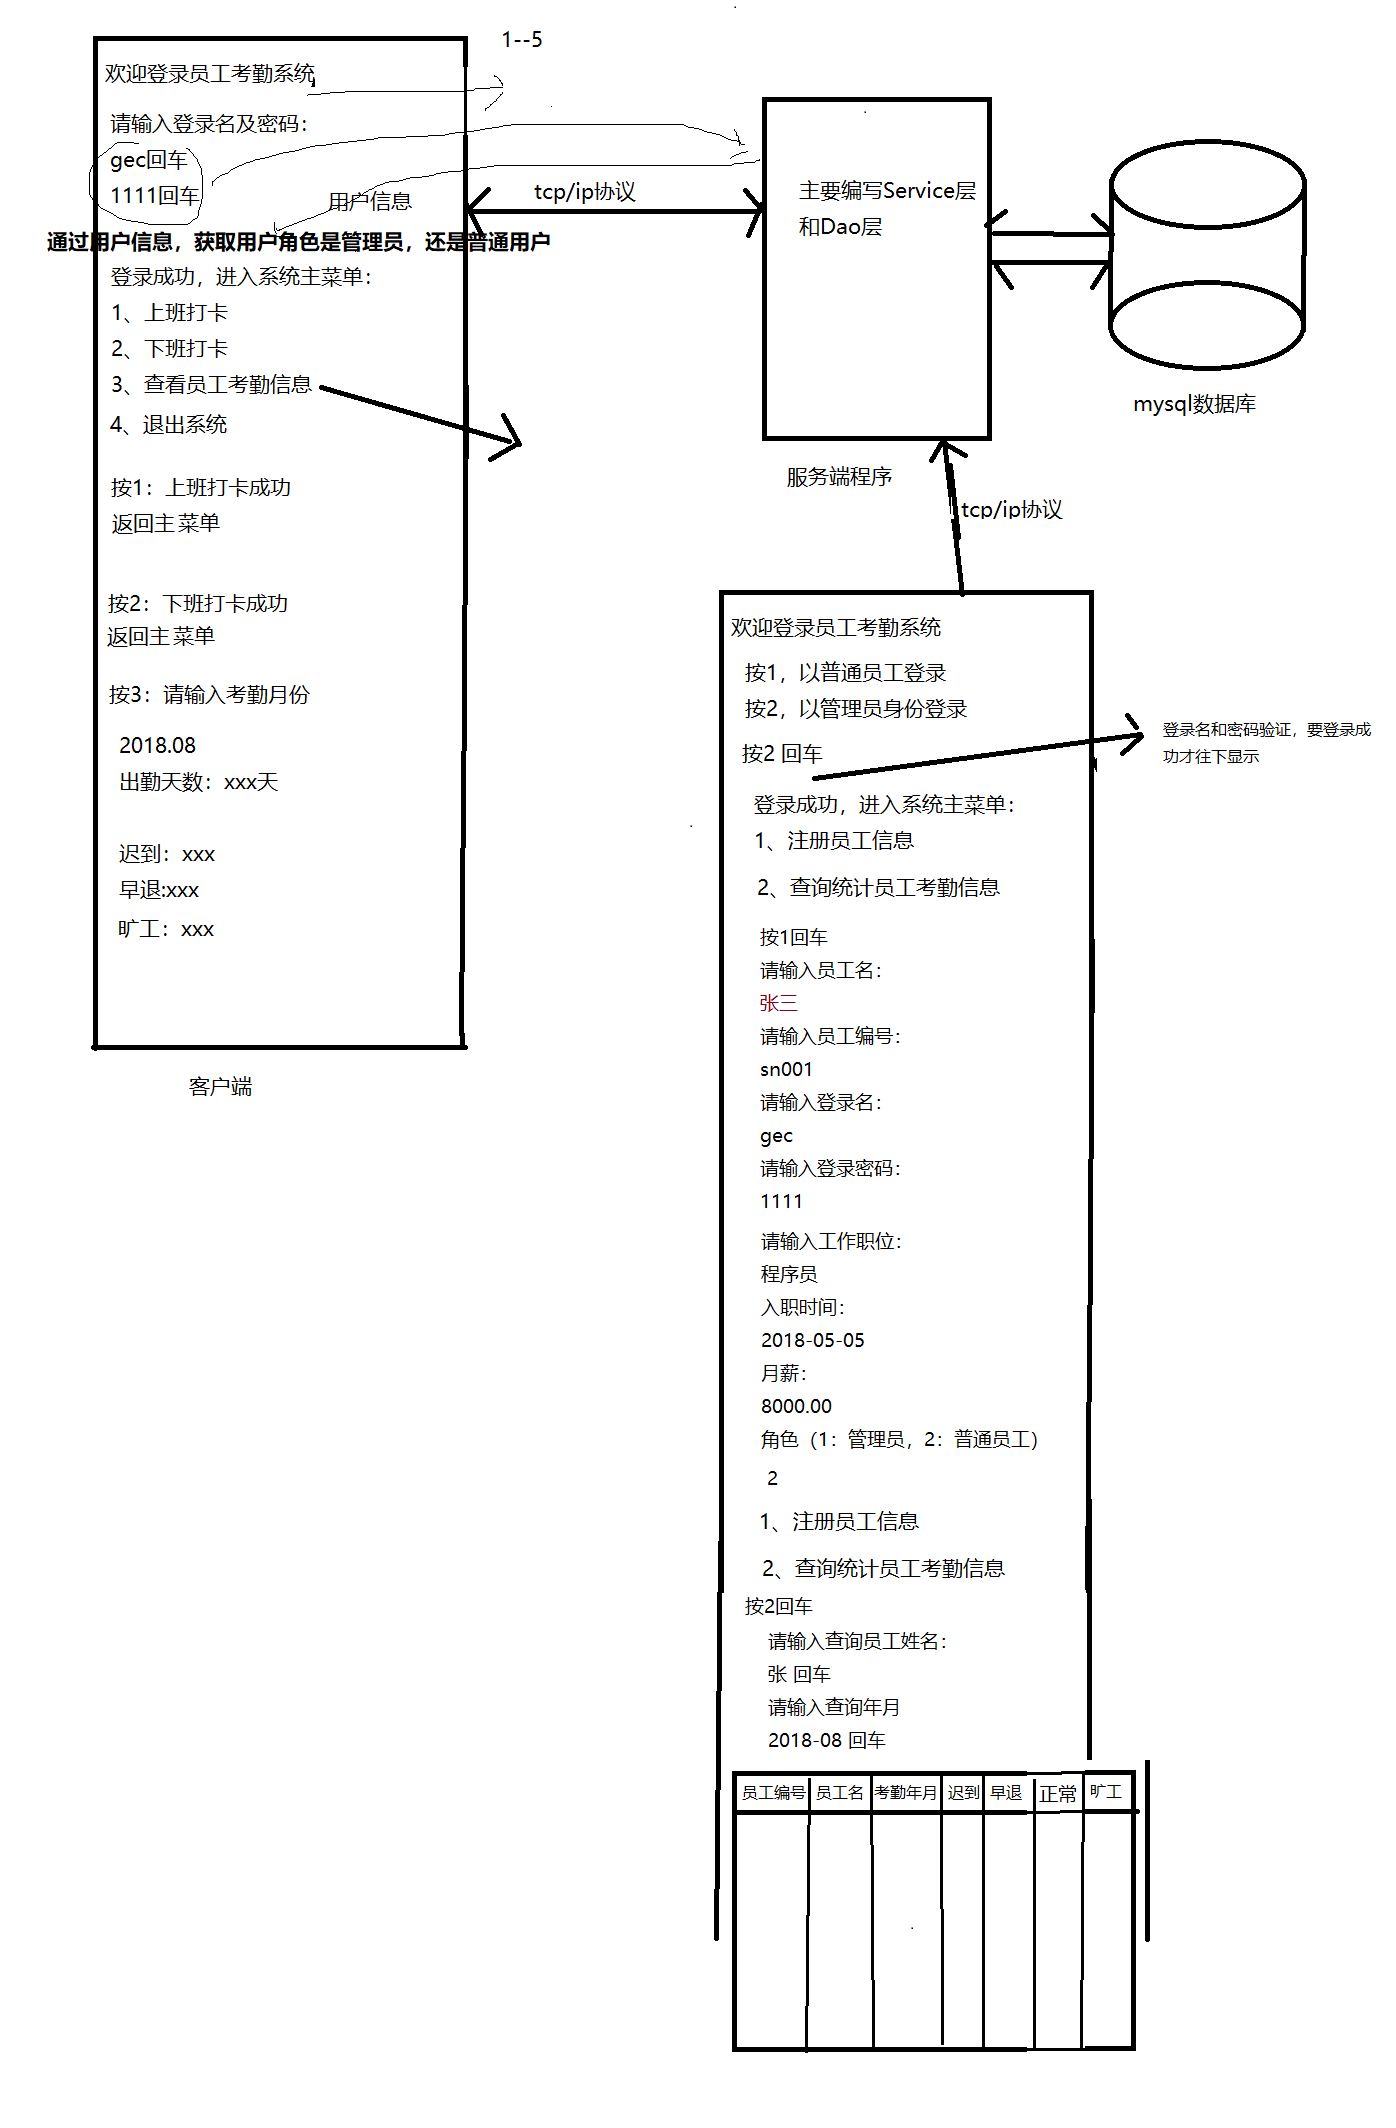 1--5
欢迎登录员工考勤系统
请输入登录名及密码：
gec回车
1111回车
用户信息
通过用户信息，获取用户角色是管理员，还是普通用户
登录成功，进入系统主菜单：
1、上班打卡
2、下班打卡
3、查看员工考勤信息
4、退出系统
按1：上班打卡成功
返回主菜单
按2：下班打卡成功
返回主菜单
按3：请输入考勤月份
2018.08
出勤天数：xxx天
迟到：xxx
早退:xxx
旷工：xxx
客户端
tcp/ip协议
主要编写Service层
和Dao层
服务端程序
mysql数据库
tcp/ip协议
欢迎登录员工考勤系统
按1，以普通员工登录
按2，以管理员身份登录
按2 回车
登录名和密码验证，要登录成
功才往下显示
登录成功，进入系统主菜单：
1、注册员工信息
2、查询统计员工考勤信息
按1回车
请输入员工名：
张三
请输入员工编号：
sn001
请输入登录名：
gec
请输入登录密码：
1111
请输入工作职位：
程序员
入职时间：
2018-05-05
月薪：
8000.00
角色（1：管理员，2：普通员工）
2
1、注册员工信息
2、查询统计员工考勤信息
按2回车
请输入查询员工姓名：
张 回车
请输入查询年月
2018-08 回车
员工编号 员工名 考勤年月 迟到 早退 正常 旷工